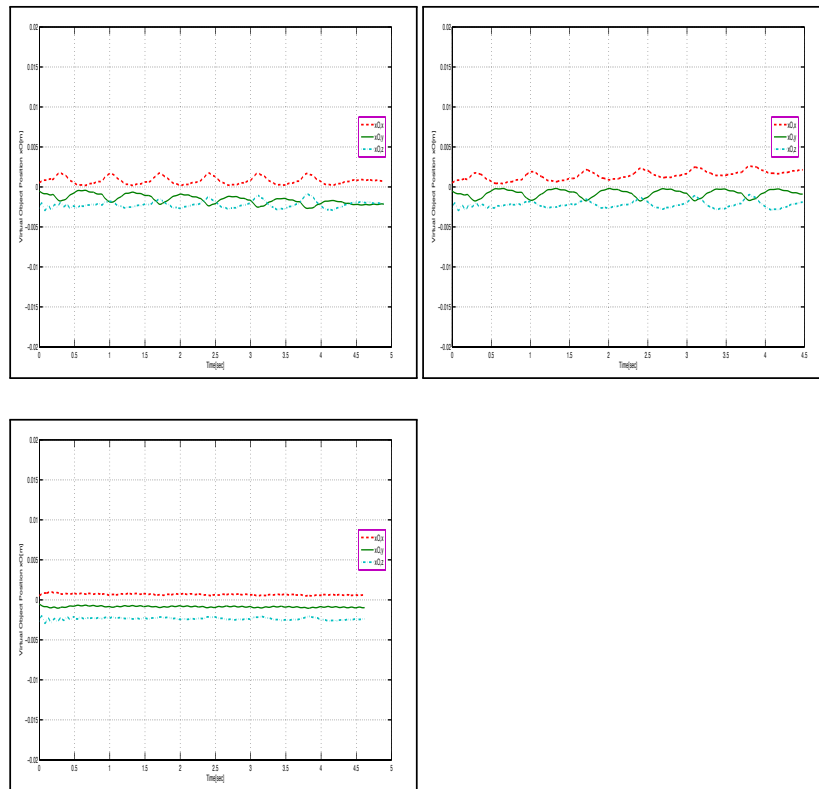 0.02
0.015
0.01
0.005
0
−0.005
−0.01
−0.015
−0.02
Virtual Object Position xO[m]
0 0.5 1 1.5 2 2.5 3 3.5 4 4.5 5
Time[sec]
xO,x
xO,y
xO,z
0.02
0.015
0.01
0.005
0
−0.005
−0.01
−0.015
−0.02
Virtual Object Position xO[m]
0 0.5 1 1.5 2 2.5 3 3.5 4 4.5
Time[sec]
xO,x
xO,y
xO,z
0.02
0.015
0.01
0.005
0
−0.005
−0.01
−0.015
−0.02
Virtual Object Position xO[m]
0 0.5 1 1.5 2 2.5 3 3.5 4 4.5 5
Time[sec]
xO,x
xO,y
xO,z